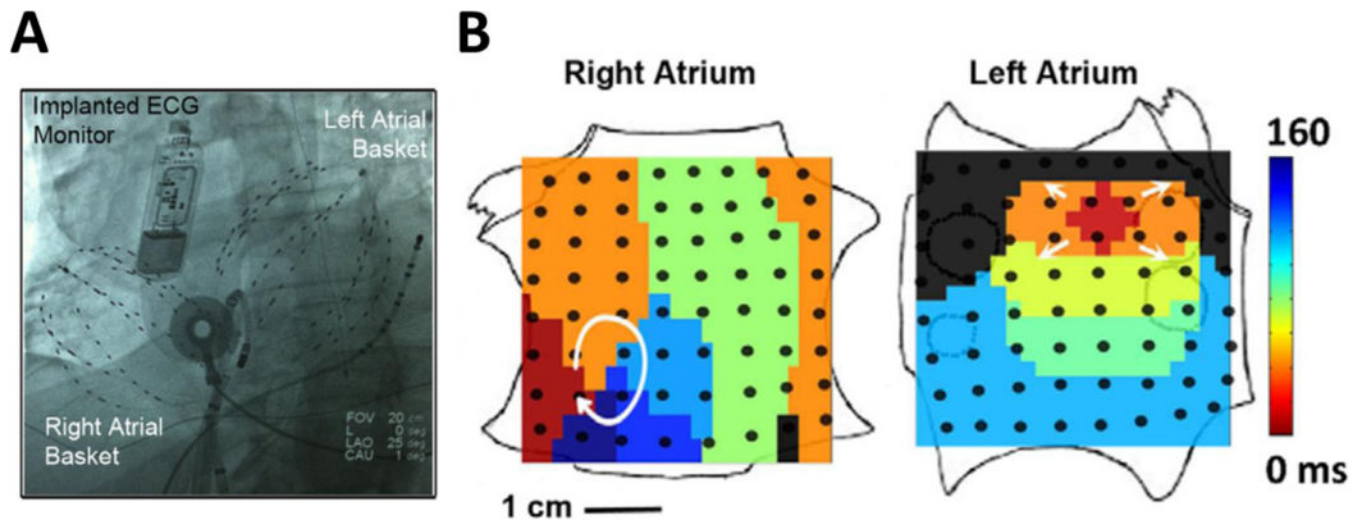 A
Implanted ECG
Monitor
Left Atrial
Basket
Right Atrial
Basket
FOV 20 cm
L 0 deg
LAO 25 deg
CAU 1 deg
B
Right Atrium
Left Atrium
160
0 ms
1 cm